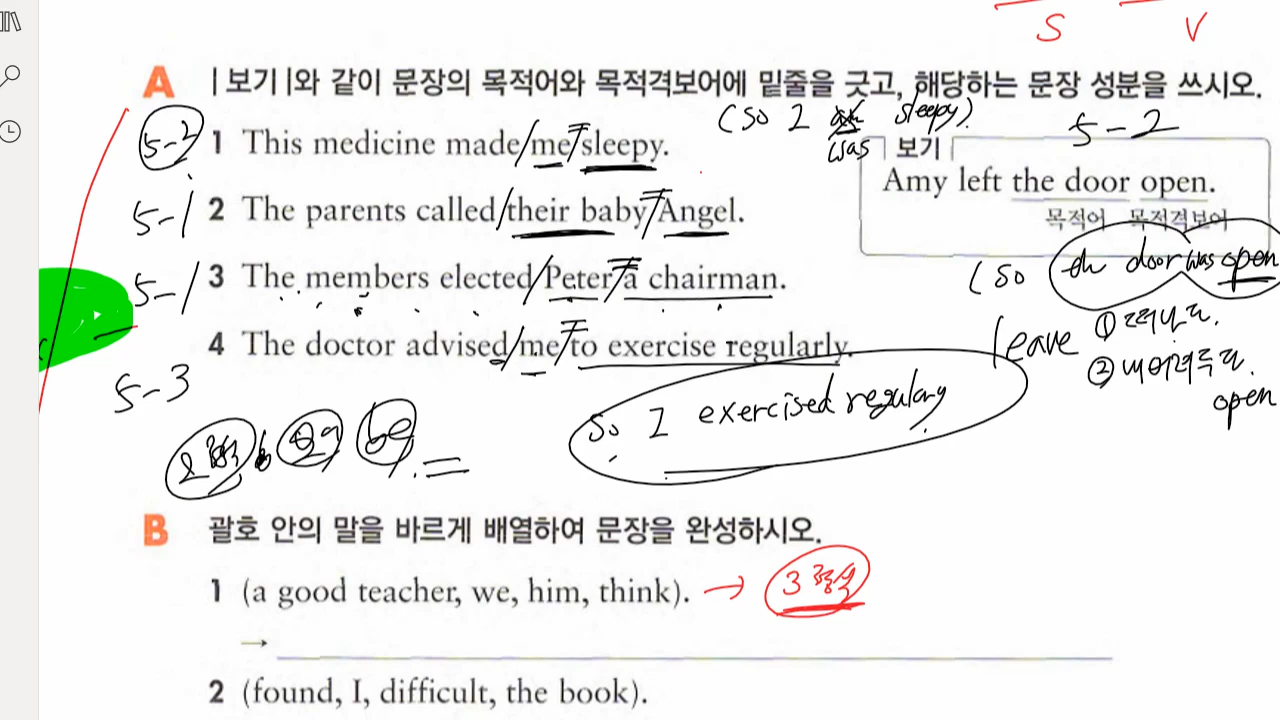 S V
A |보기|와 같이 문장의 목적어와 목적격보어에 밑줄을 긋고, 해당하는 문장 성분을 쓰시오.
(so I was sleepy)
5-2 1 This medicine made/me/sleepy.
5-2
보기
Amy left the door open.
목적어 목적격보어
5-1 2 The parents called/their baby/Angel.
(so the door was open
5-1 3 The members elected/Peter/a chairman.
leave ① 떠나다.
② 내버려두다.
open
4 The doctor advised/me/to exercise regularly.
5-3
so I exercised regulary
B 괄호 안의 말을 바르게 배열하여 문장을 완성하시오.
1 (a good teacher, we, him, think). → 3형식
→
2 (found, I, difficult, the book).